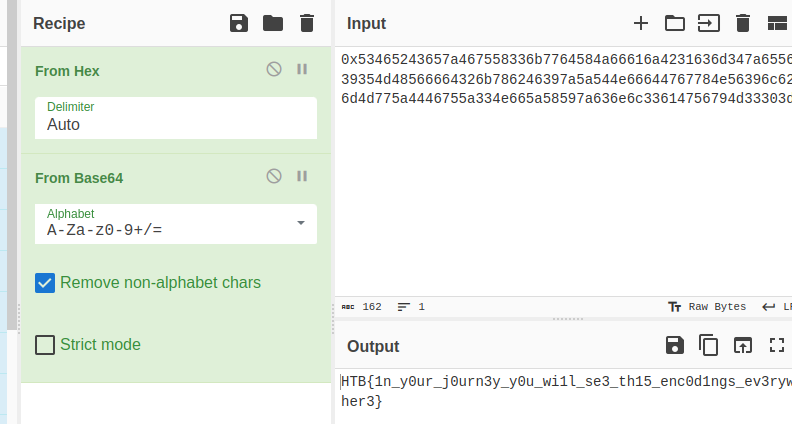 Recipe
Input
From Hex
Delimiter
Auto
From Base64
Alphabet
A-Za-z0-9+/=
Remove non-alphabet chars
Strict mode
0x53465243657a467558336b7764584a66616a4231636d347a6556
39354d48566664326b786246397a5a544e66644767784e56396c62
6d4d775a4446755a334e665a58597a636e6c33614756794d33303d
ABC 162 1
Raw Bytes LF
Output
HTB{1n_y0ur_j0urn3y_y0u_wi1l_se3_th15_enc0d1ngs_ev3ryw
her3}